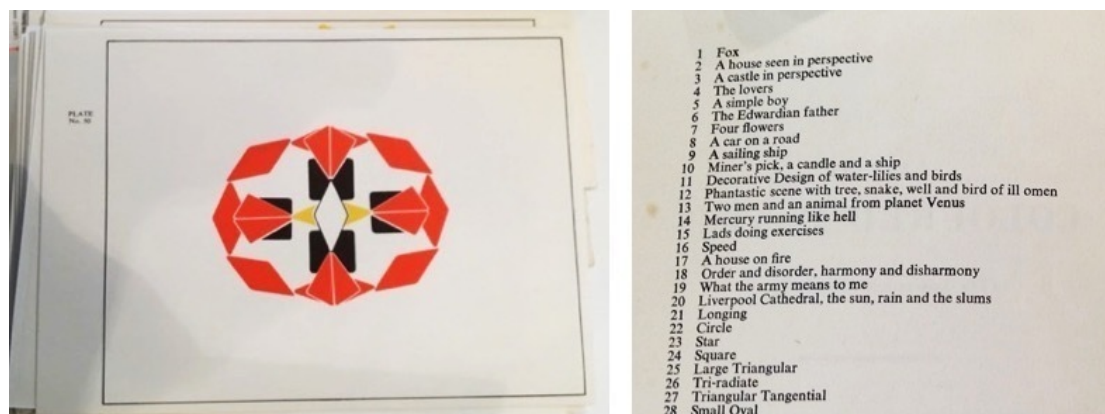 PLATE
1 Fox
2 A house seen in perspective
3 A castle in perspective
4 The lovers
5 A simple boy
6 The Edwardian father
7 Four flowers
8 A car on a road
9 A sailing ship
10 Miner's pick, a candle and a ship
11 Decorative Design of water-lilies and birds
12 Phantastic scene with tree, snake, well and bird of ill omen
13 Two men and an animal from planet Venus
14 Mercury running like hell
15 Lads doing exercises
16 Speed
17 A house on fire
18 Order and disorder, harmony and disharmony
19 What the army means to me
20 Liverpool Cathedral, the sun, rain and the slums
21 Longing
22 Circle
23 Star
24 Square
25 Large Triangular
26 Tri-radiate
27 Triangular Tangential
28 Small Oval